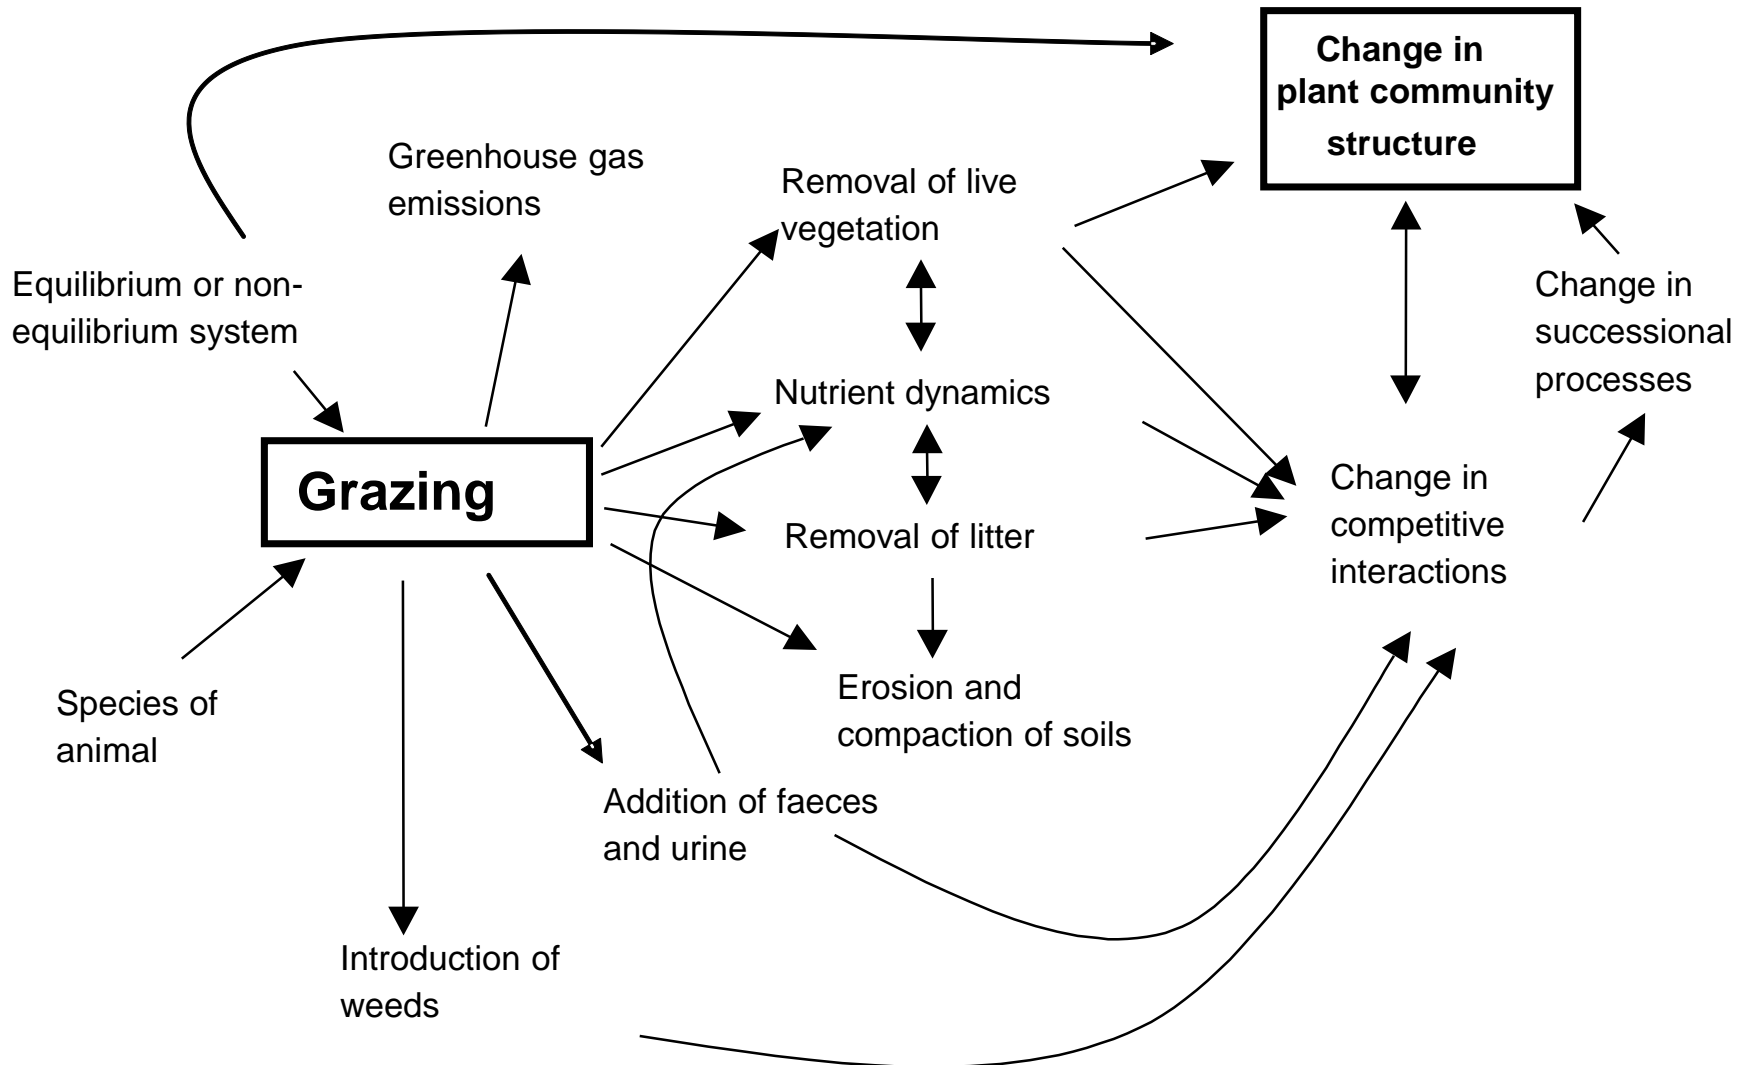 Change in
plant community
structure
Greenhouse gas
emissions
Removal of live
vegetation
Equilibrium or non-
equilibrium system
Change in
successional
processes
Nutrient dynamics
Grazing
Change in
competitive
interactions
Removal of litter
Species of
animal
Erosion and
compaction of soils
Addition of faeces
and urine
Introduction of
weeds